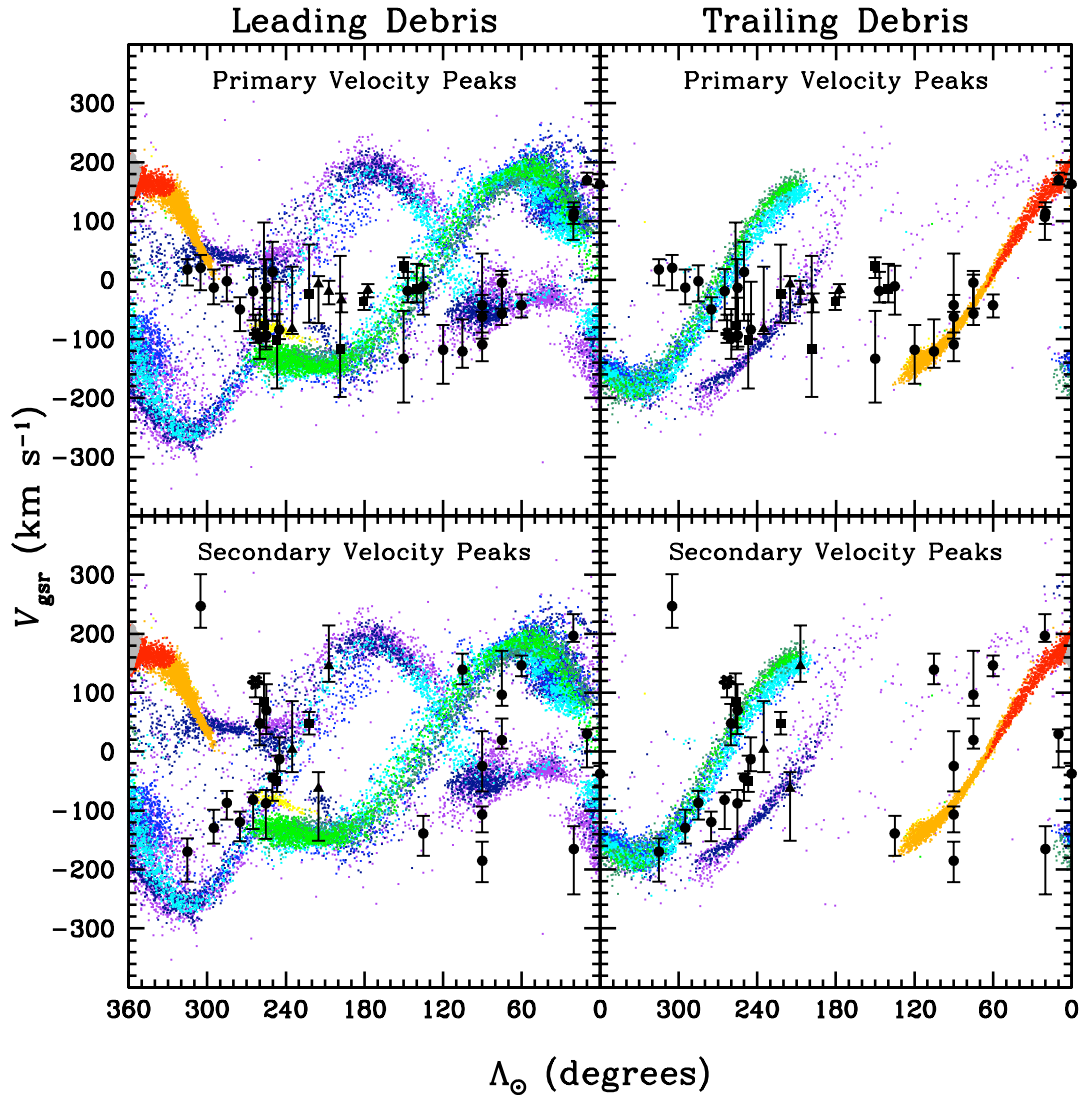 Leading Debris
Trailing Debris
Primary Velocity Peaks
Primary Velocity Peaks
300
200
100
0
−100
−200
−300
Secondary Velocity Peaks
Secondary Velocity Peaks
300
200
100
0
−100
−200
−300
V_gsr (km s⁻¹)
360 300 240 180 120 60 0 300 240 180 120 60 0
Λ⊙ (degrees)